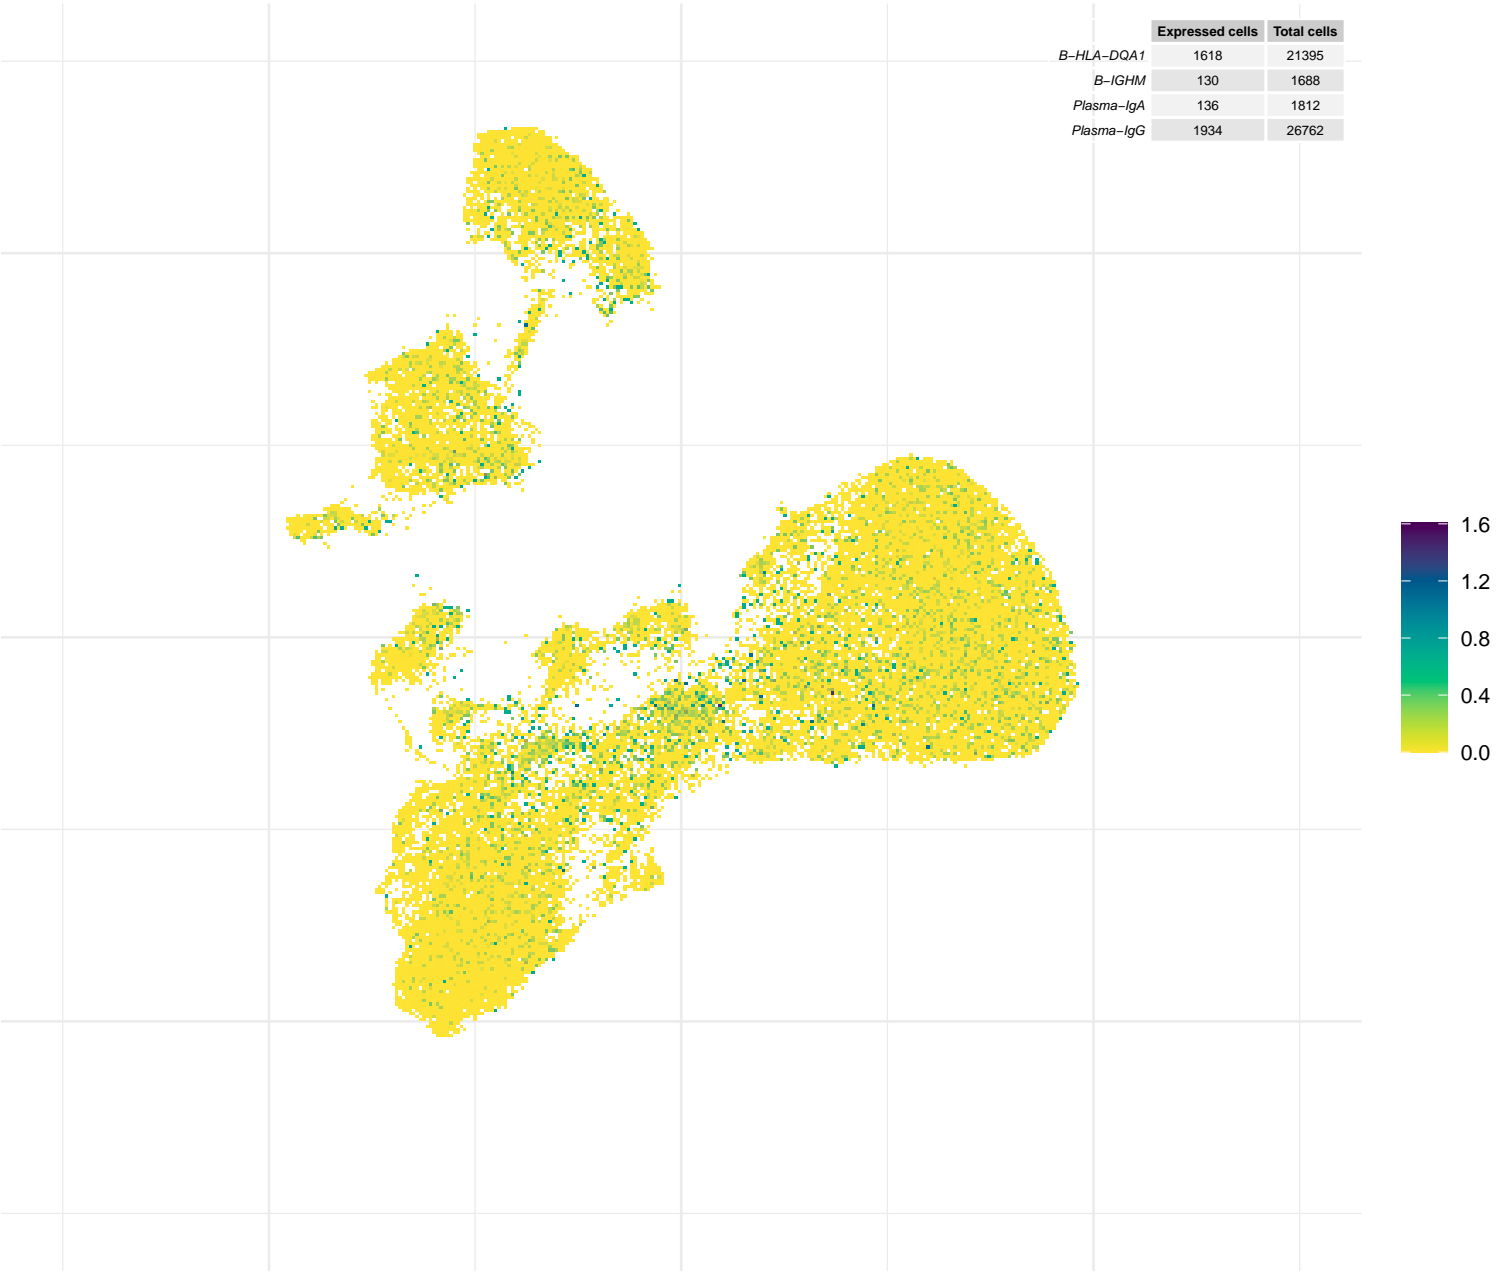 Expressed cells Total cells
B−HLA−DQA1 1618 21395
B−IGHM 130 1688
Plasma−IgA 136 1812
Plasma−IgG 1934 26762
1.6
1.2
0.8
0.4
0.0